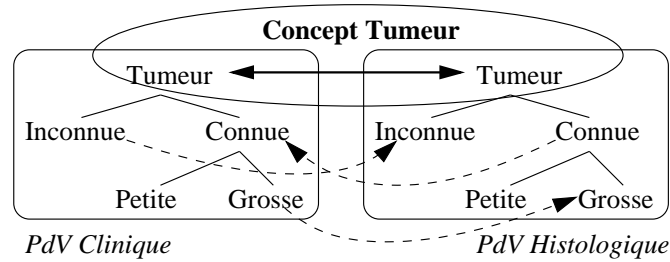 Concept Tumeur
Tumeur Tumeur
Inconnue Connue Inconnue Connue
Petite Grosse Petite Grosse
PdV Clinique PdV Histologique